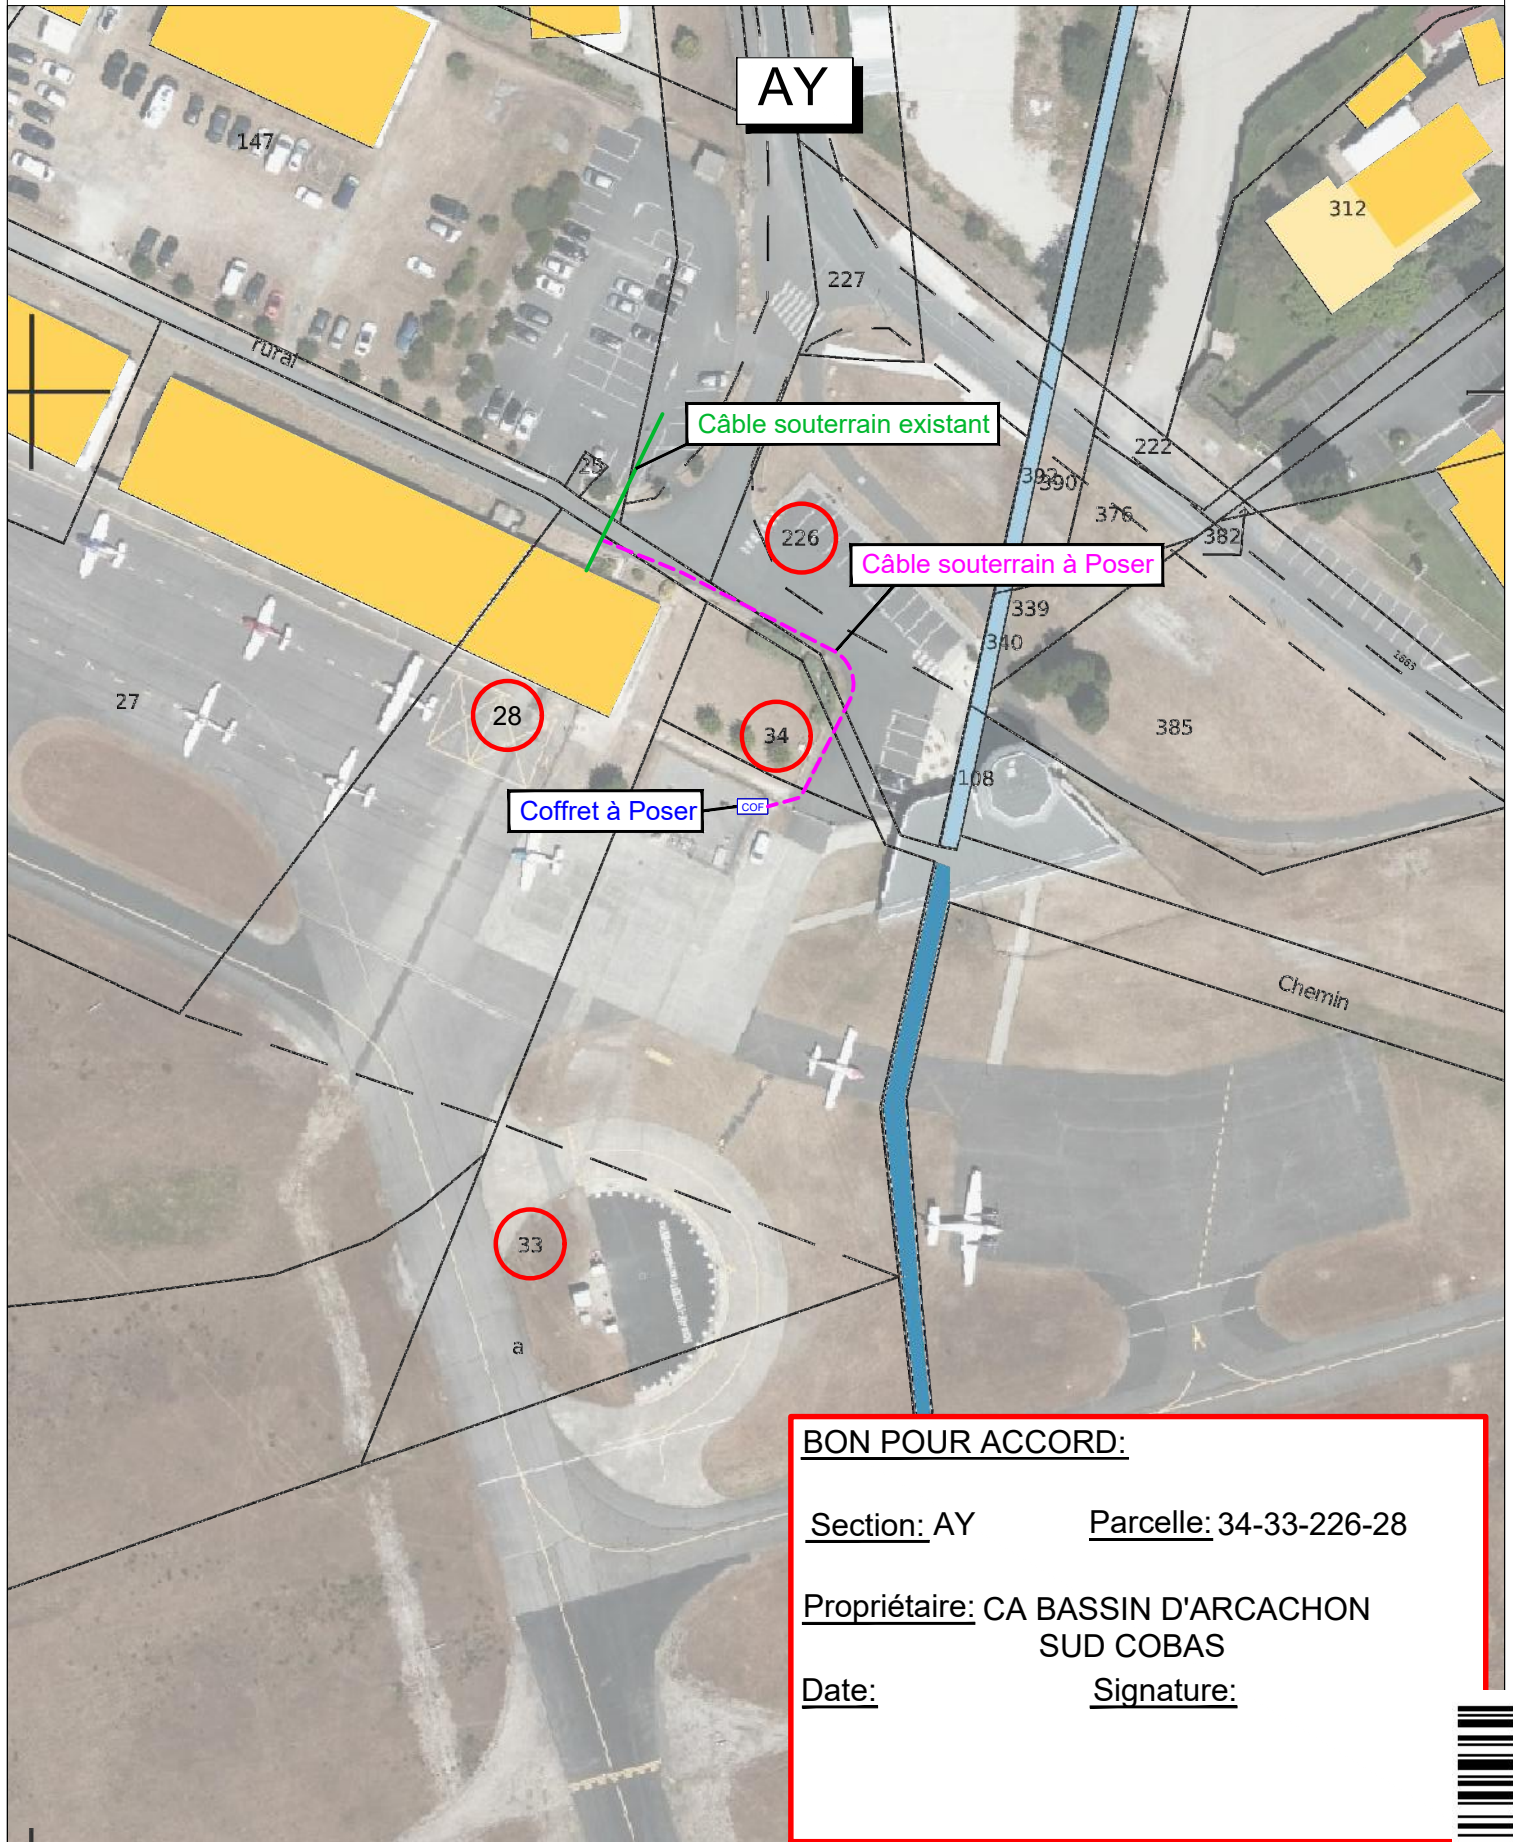 AY
147
312
227
rural
Câble souterrain existant
25
222
392
390
376
382
226
Câble souterrain à Poser
339
340
27
28
34
385
108
Coffret à Poser
COF
Chemin
33
a
BON POUR ACCORD:
Section: AY Parcelle: 34-33-226-28
Propriétaire: CA BASSIN D'ARCACHON
SUD COBAS
Date: Signature: